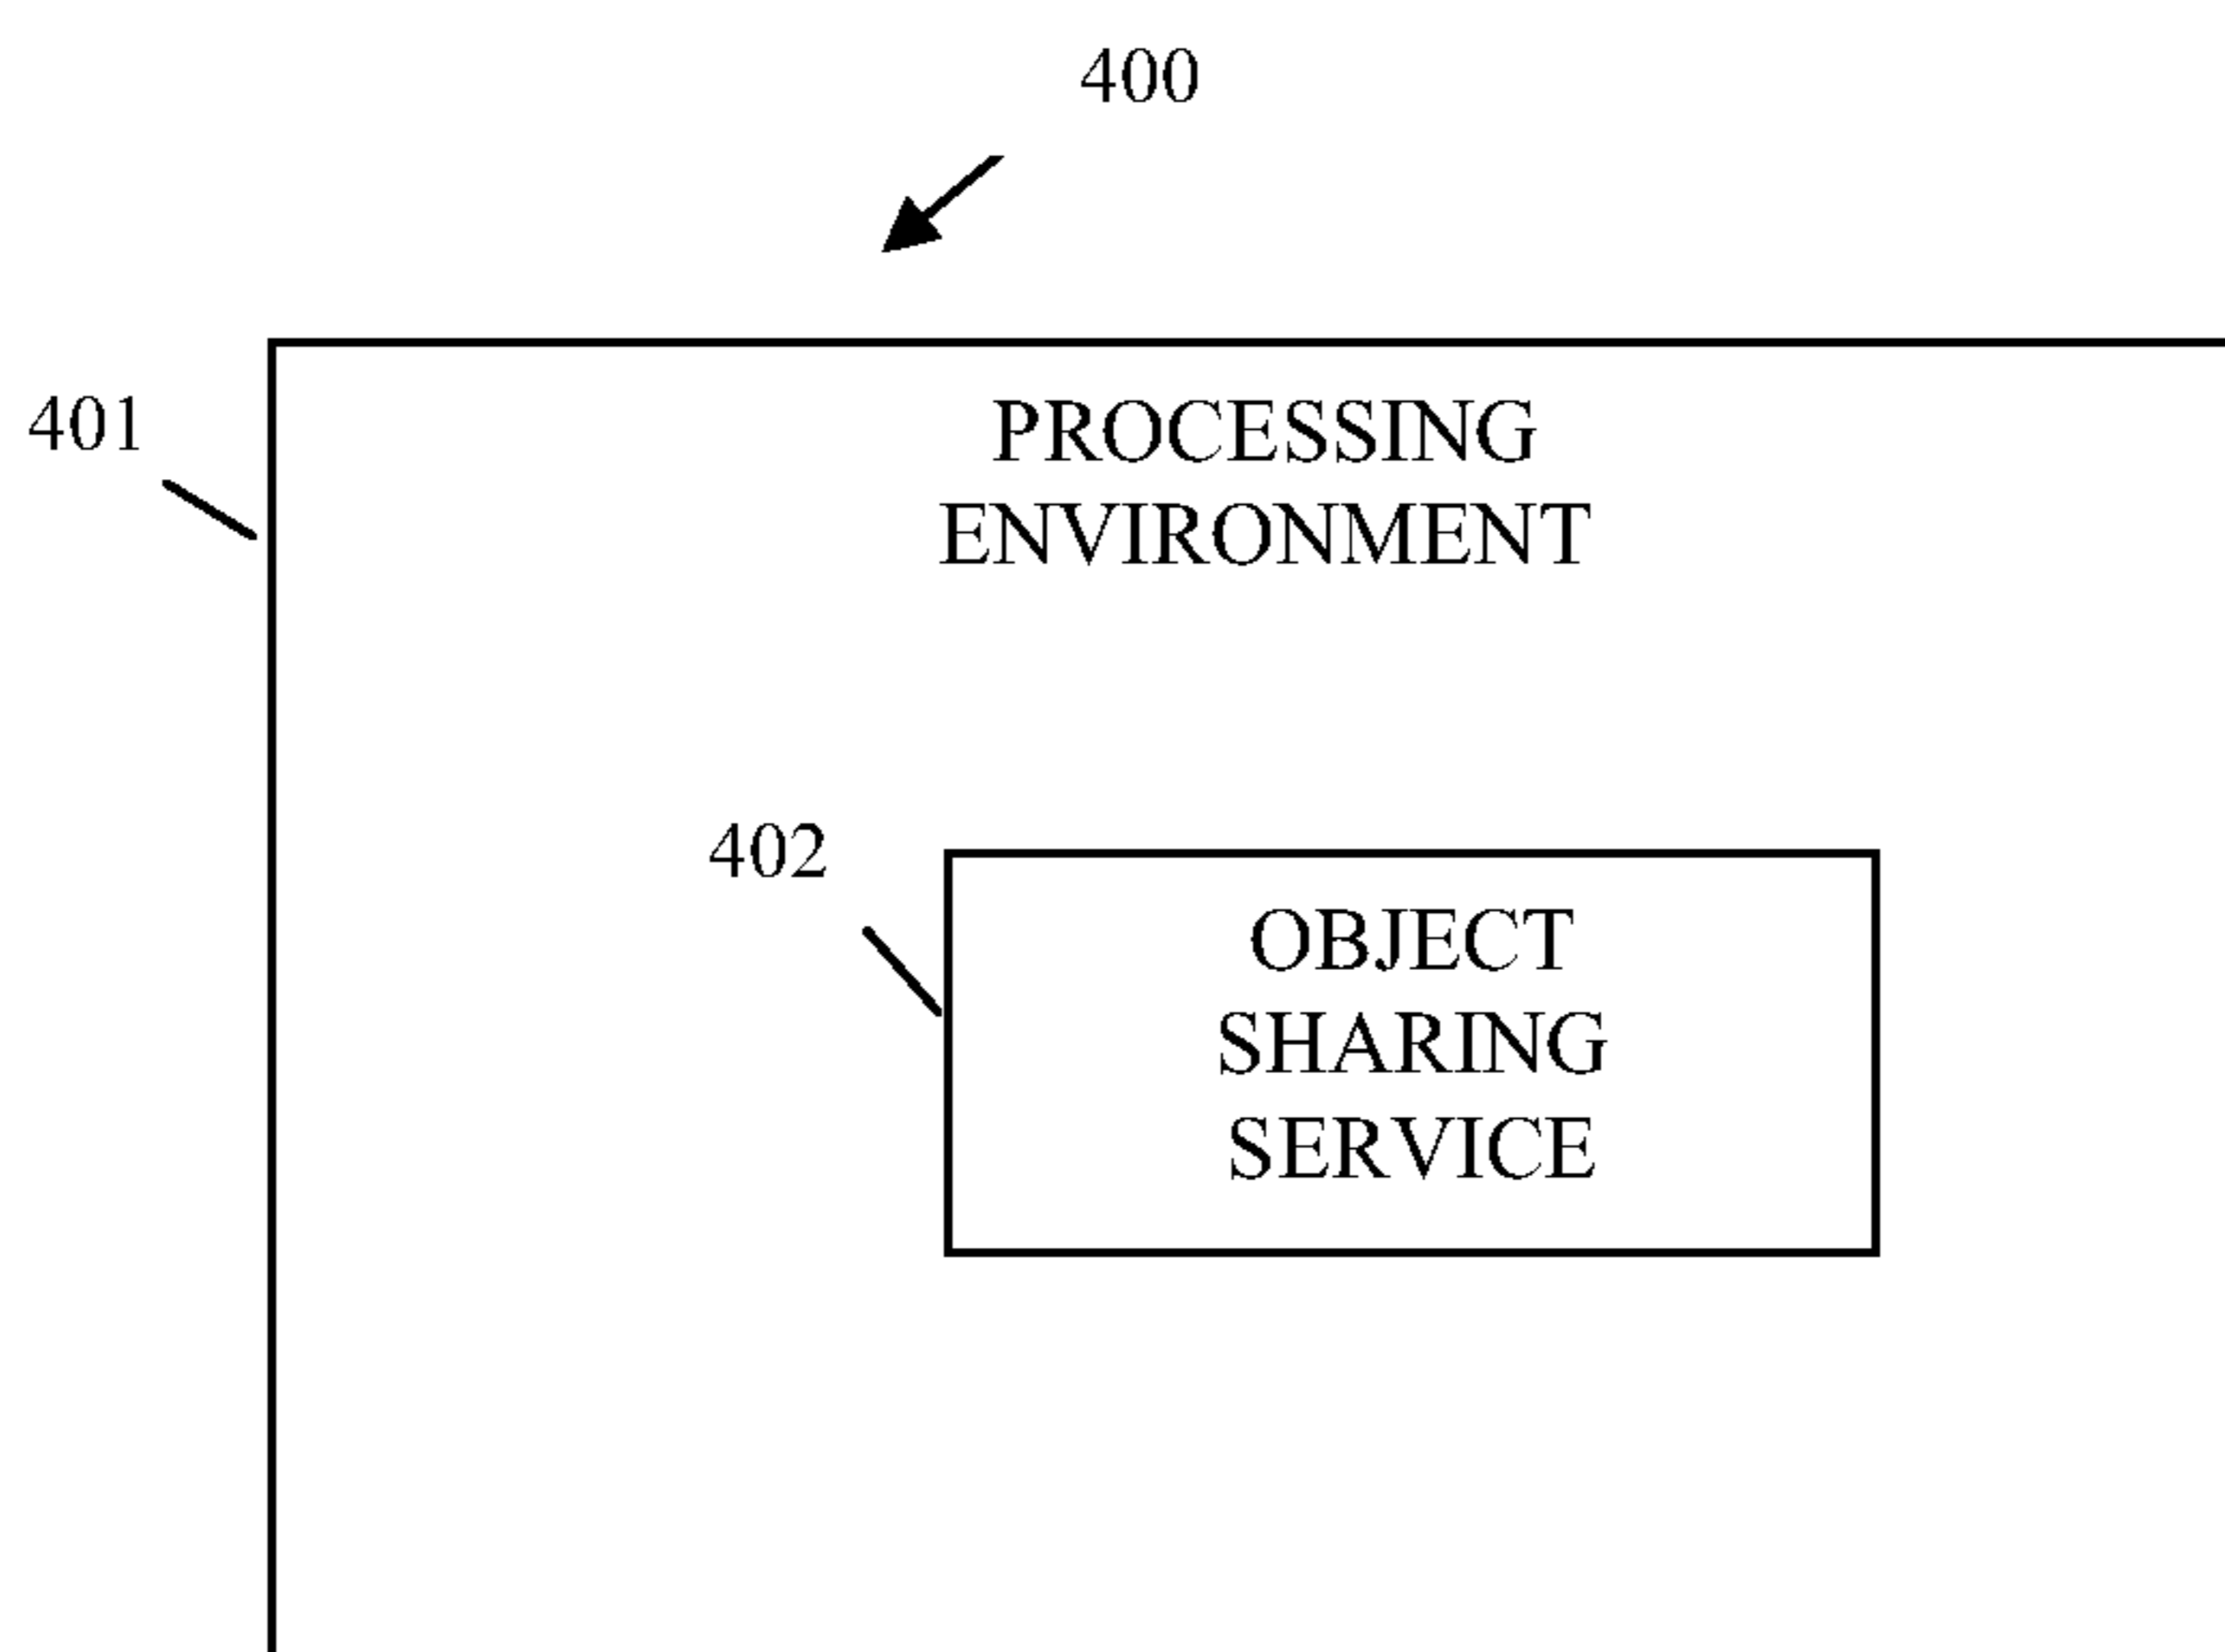 400
401
PROCESSING
ENVIRONMENT
402
OBJECT
SHARING
SERVICE